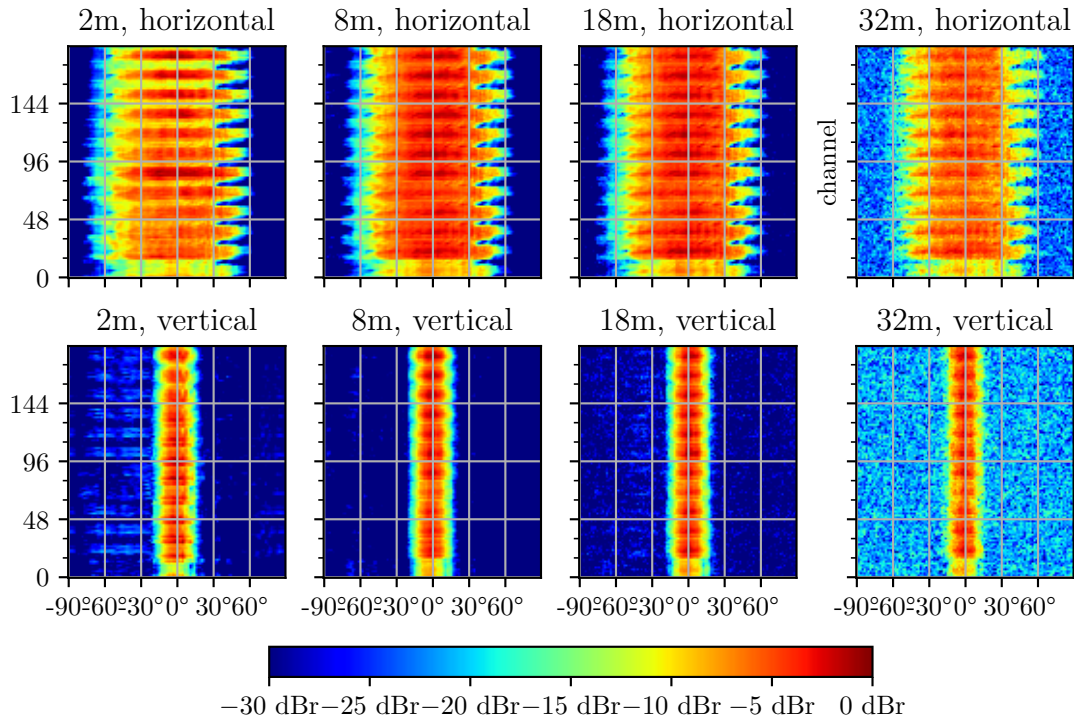 2m, horizontal
8m, horizontal
18m, horizontal
32m, horizontal
144
96
48
0
channel
2m, vertical
8m, vertical
18m, vertical
32m, vertical
144
96
48
0
-90° -60° -30° 0° 30° 60°
-90° -60° -30° 0° 30° 60°
-90° -60° -30° 0° 30° 60°
-90° -60° -30° 0° 30° 60°
−30 dBr −25 dBr −20 dBr −15 dBr −10 dBr −5 dBr 0 dBr